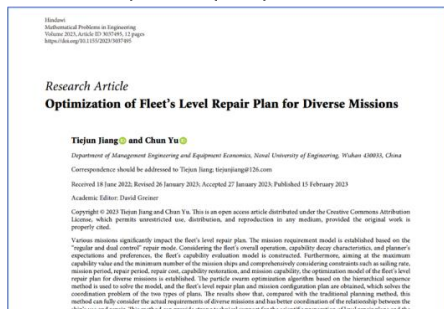 Hindawi
Mathematical Problems in Engineering
Volume 2023, Article ID 3037495, 12 pages
https://doi.org/10.1155/2023/3037495
Research Article
Optimization of Fleet's Level Repair Plan for Diverse Missions
Tiejun Jiang and Chun Yu
Department of Management Engineering and Equipment Economics, Naval University of Engineering, Wuhan 430033, China
Correspondence should be addressed to Tiejun Jiang; tiejunjiang@126.com
Received 18 June 2022; Revised 26 January 2023; Accepted 27 January 2023; Published 15 February 2023
Academic Editor: David Greiner
Copyright © 2023 Tiejun Jiang and Chun Yu. This is an open access article distributed under the Creative Commons Attribution
License, which permits unrestricted use, distribution, and reproduction in any medium, provided the original work is
properly cited.
Various missions significantly impact the fleet's level repair plan. The mission requirement model is established on the
"regular and dual control" repair mode. Considering the fleet's overall operation, capability decay characteristics, and planner's
expectations and preferences, the fleet's capability evaluation model is constructed. Furthermore, aiming at the maximum
capability value and the minimum number of the mission ships and comprehensively considering constraints such as sailing rate,
mission period, repair period, repair cost, capability restoration, and mission capability, the optimization model of the fleet's level
repair plan for diverse missions is established. The particle swarm optimization algorithm based on the hierarchical sequence
method is used to solve the model, and the fleet's level repair plan and mission configuration plan are obtained, which solves the
coordination problem of the two types of plans. The results show that, compared with the traditional planning method, this
method can fully consider the actual requirements of diverse missions and has better coordination of the relationship between the